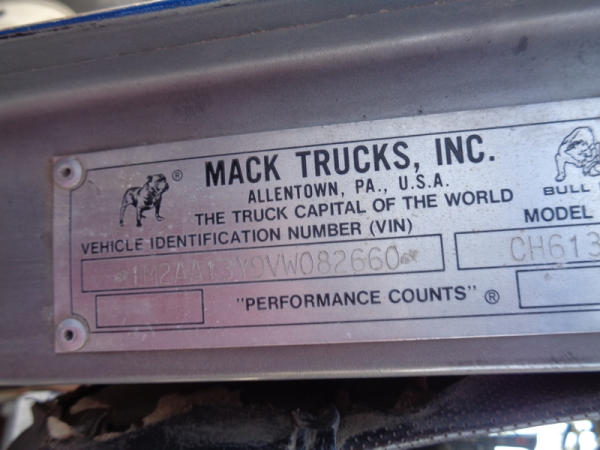 MACK TRUCKS, INC.
ALLENTOWN, PA., U.S.A.
THE TRUCK CAPITAL OF THE WORLD
BULL
VEHICLE IDENTIFICATION NUMBER (VIN)
MODEL
1M2AA13Y9VW082660
CH613
"PERFORMANCE COUNTS" ®